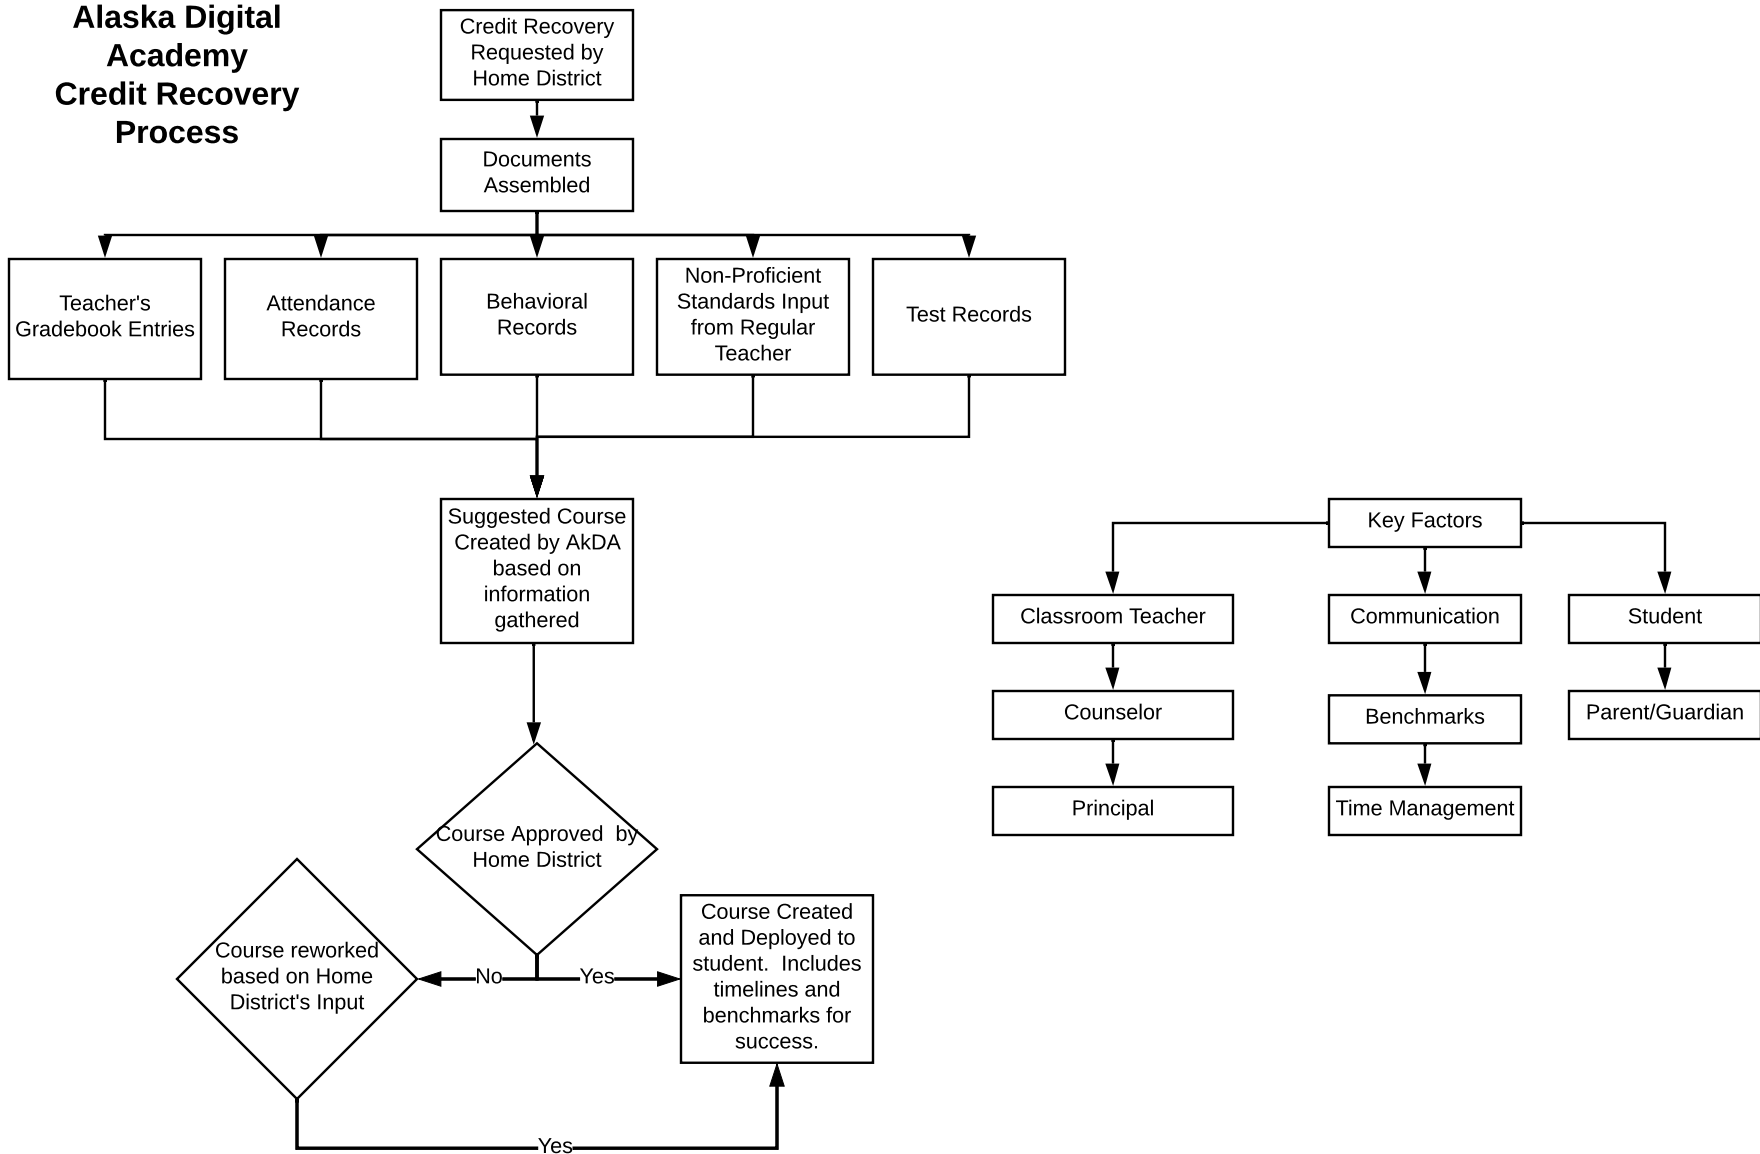 Alaska Digital
Academy
Credit Recovery
Process
Credit Recovery
Requested by
Home District
Documents
Assembled
Teacher's
Gradebook Entries
Attendance
Records
Behavioral
Records
Non-Proficient
Standards Input
from Regular
Teacher
Test Records
Suggested Course
Created by AkDA
based on
information
gathered
Course Approved  by
Home District
No
Yes
Course reworked
based on Home
District's Input
Course Created
and Deployed to
student.  Includes
timelines and
benchmarks for
success.
Yes
Key Factors
Classroom Teacher
Counselor
Principal
Communication
Benchmarks
Time Management
Student
Parent/Guardian